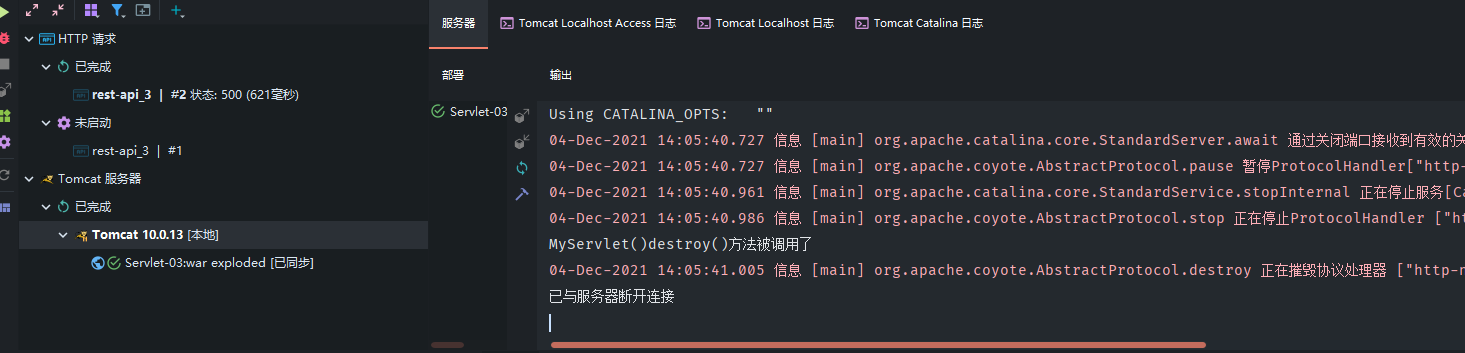 HTTP 请求
已完成
rest-api_3 | #2 状态: 500 (621毫秒)
未启动
rest-api_3 | #1
Tomcat 服务器
已完成
Tomcat 10.0.13 [本地]
Servlet-03:war exploded [已同步]
服务器
Tomcat Localhost Access 日志
Tomcat Localhost 日志
Tomcat Catalina 日志
部署
输出
Servlet-03
Using CATALINA_OPTS: ""
04-Dec-2021 14:05:40.727 信息 [main] org.apache.catalina.core.StandardServer.await 通过关闭端口接收到有效的关
04-Dec-2021 14:05:40.727 信息 [main] org.apache.coyote.AbstractProtocol.pause 暂停ProtocolHandler["http-
04-Dec-2021 14:05:40.961 信息 [main] org.apache.catalina.core.StandardService.stopInternal 正在停止服务[Ca
04-Dec-2021 14:05:40.986 信息 [main] org.apache.coyote.AbstractProtocol.stop 正在停止ProtocolHandler ["ht
MyServlet()destroy()方法被调用了
04-Dec-2021 14:05:41.005 信息 [main] org.apache.coyote.AbstractProtocol.destroy 正在摧毁协议处理器 ["http-n
已与服务器断开连接